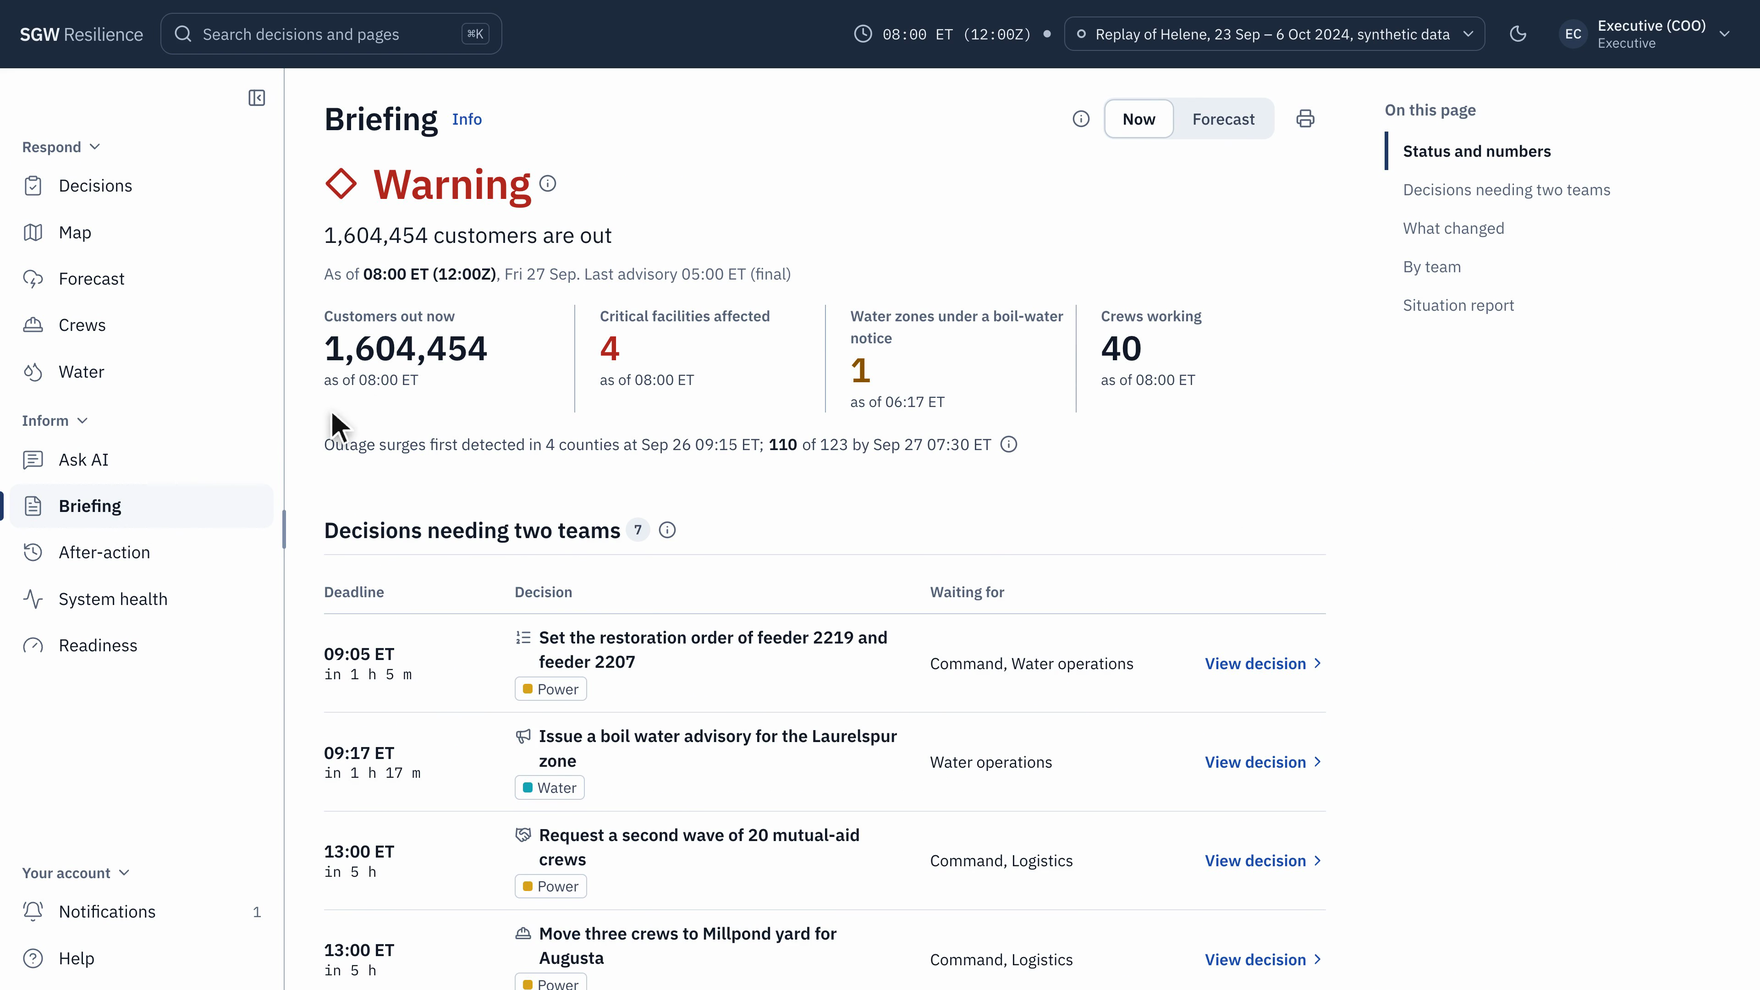 SGW Resilience
Search decisions and pages
⌘K
08:00 ET (12:00Z)
Replay of Helene, 23 Sep – 6 Oct 2024, synthetic data
EC
Executive (COO)
Executive
Respond
Decisions
Map
Forecast
Crews
Water
Inform
Ask AI
Briefing
After-action
System health
Readiness
Your account
Notifications 1
Help
Briefing Info
Now
Forecast
Warning
1,604,454 customers are out
As of 08:00 ET (12:00Z), Fri 27 Sep. Last advisory 05:00 ET (final)
Customers out now
1,604,454
as of 08:00 ET
Critical facilities affected
4
as of 08:00 ET
Water zones under a boil-water
notice
1
as of 06:17 ET
Crews working
40
as of 08:00 ET
Outage surges first detected in 4 counties at Sep 26 09:15 ET; 110 of 123 by Sep 27 07:30 ET
Decisions needing two teams 7
Deadline
Decision
Waiting for
09:05 ET
in 1 h 5 m
Set the restoration order of feeder 2219 and
feeder 2207
Power
Command, Water operations
View decision
09:17 ET
in 1 h 17 m
Issue a boil water advisory for the Laurelspur
zone
Water
Water operations
View decision
13:00 ET
in 5 h
Request a second wave of 20 mutual-aid
crews
Power
Command, Logistics
View decision
13:00 ET
in 5 h
Move three crews to Millpond yard for
Augusta
Power
Command, Logistics
View decision
On this page
Status and numbers
Decisions needing two teams
What changed
By team
Situation report